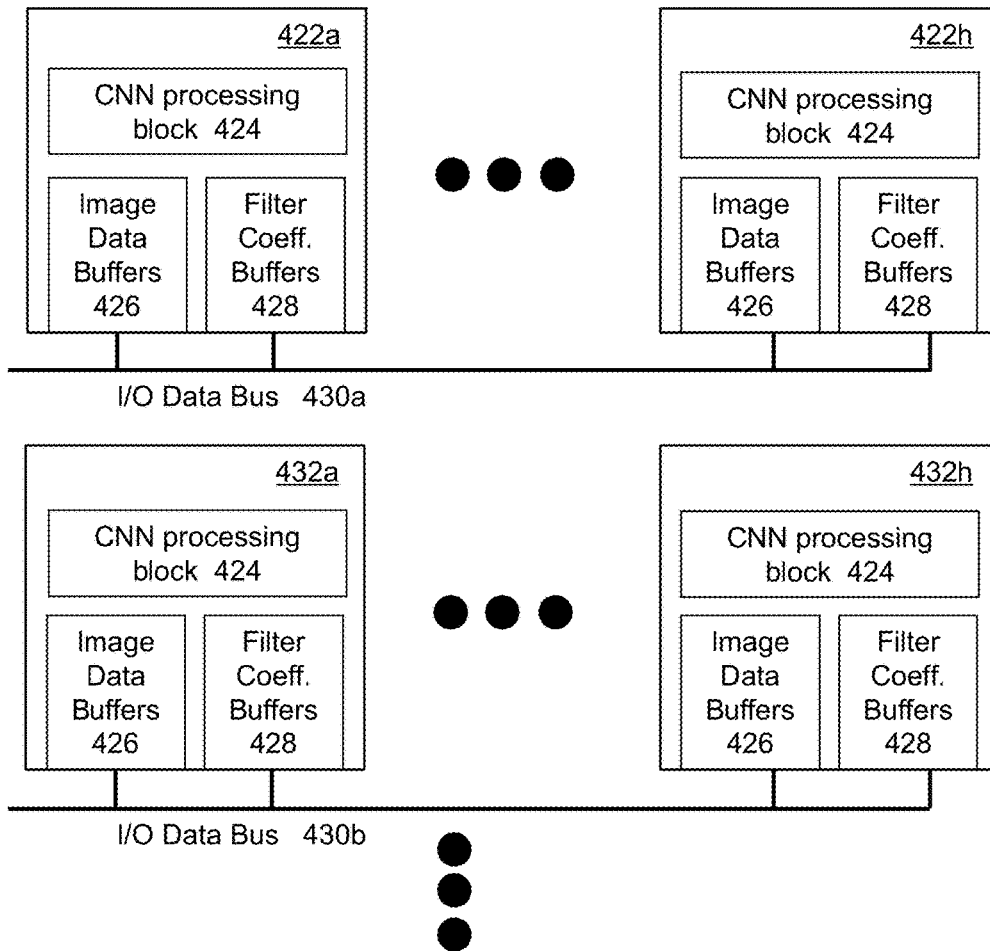 422a
CNN processing
block 424
Image
Data
Buffers
426
Filter
Coeff.
Buffers
428
422h
CNN processing
block 424
Image
Data
Buffers
426
Filter
Coeff.
Buffers
428
I/O Data Bus 430a
432a
CNN processing
block 424
Image
Data
Buffers
426
Filter
Coeff.
Buffers
428
432h
CNN processing
block 424
Image
Data
Buffers
426
Filter
Coeff.
Buffers
428
I/O Data Bus 430b